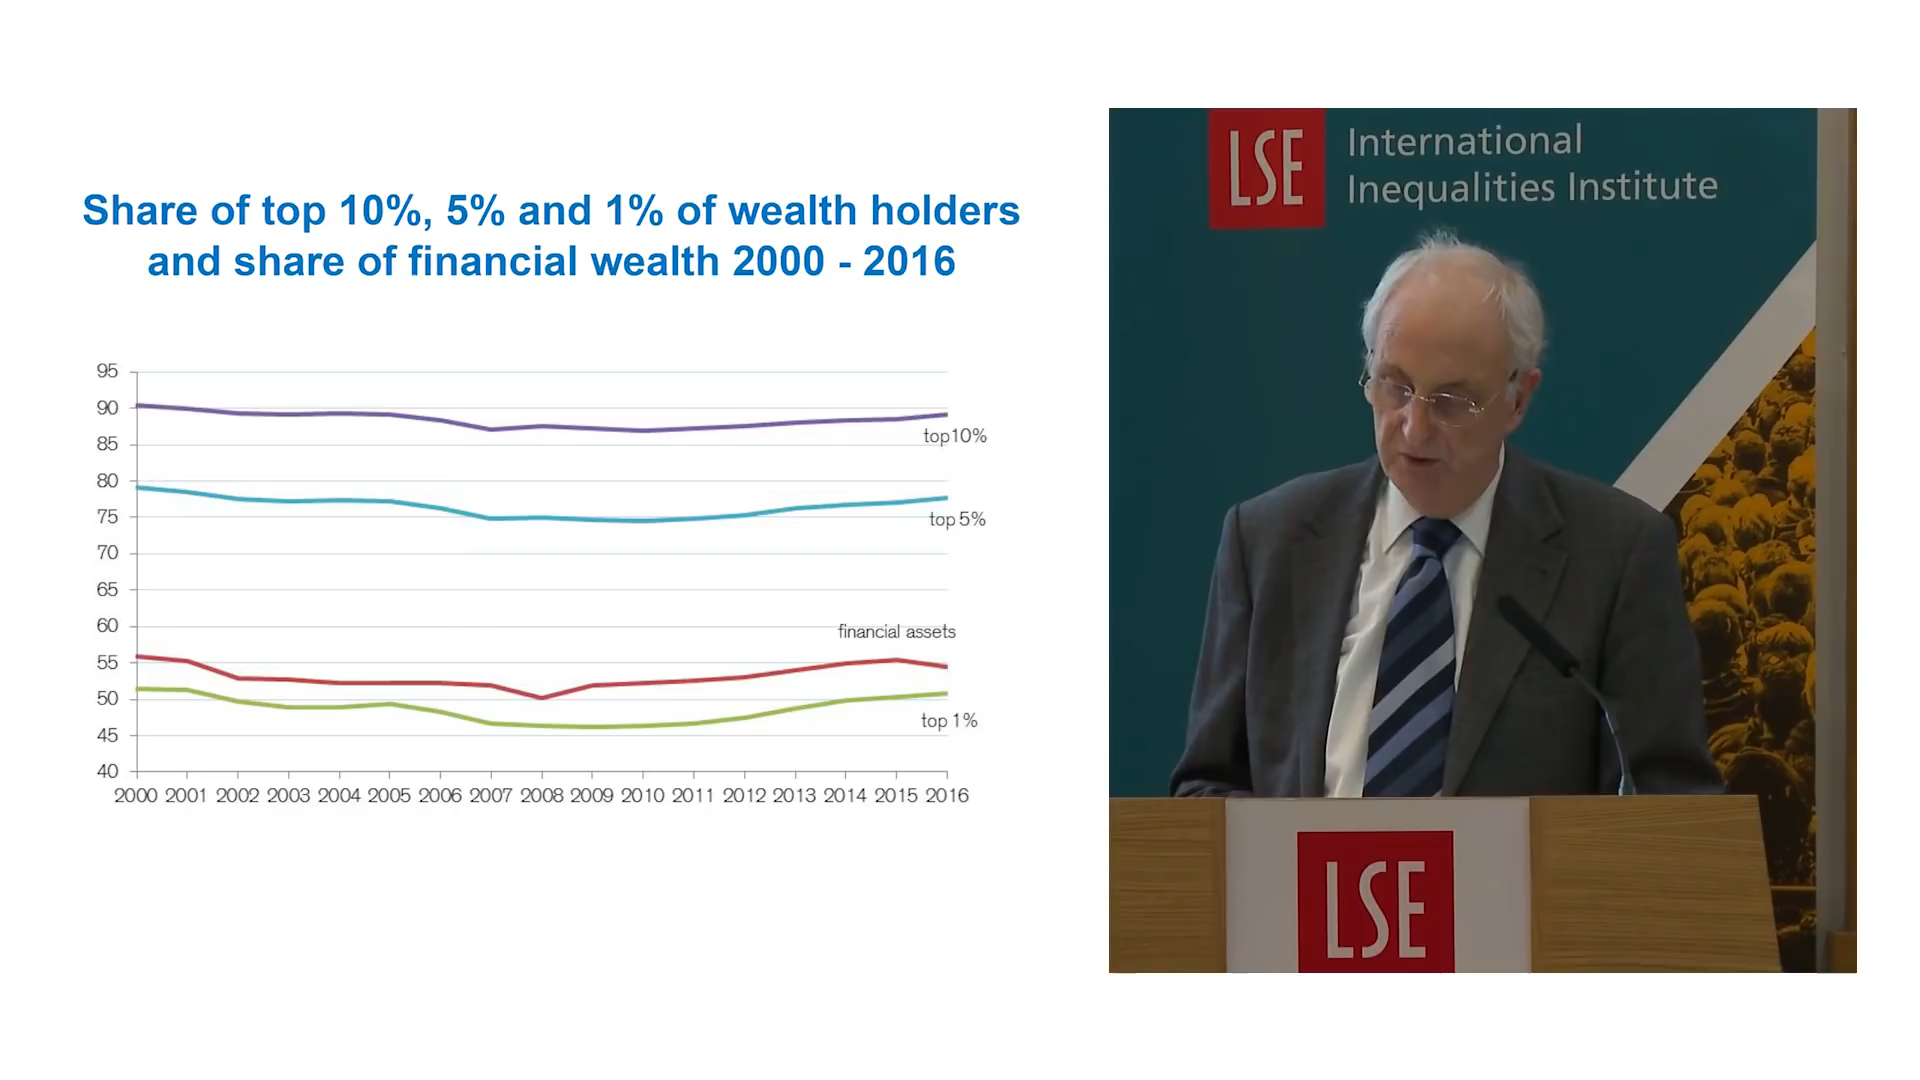 Share of top 10%, 5% and 1% of wealth holders
and share of financial wealth 2000 - 2016
95
90
85
80
75
70
65
60
55
50
45
40
top10%
top 5%
financial assets
top 1%
2000 2001 2002 2003 2004 2005 2006 2007 2008 2009 2010 2011 2012 2013 2014 2015 2016
LSE
International
Inequalities Institute
LSE